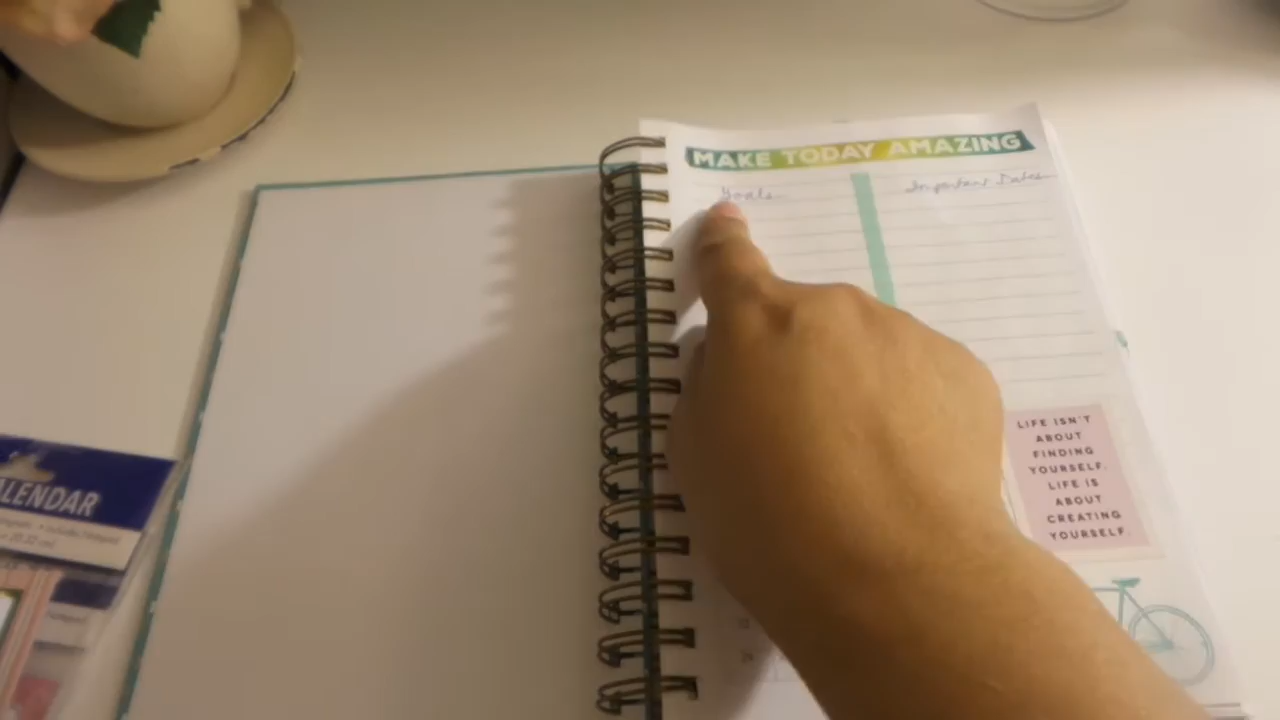 MAKE TODAY AMAZING
Goals
Important Dates
LIFE ISN'T
ABOUT
FINDING
YOURSELF.
LIFE IS
ABOUT
CREATING
YOURSELF.
ALENDAR